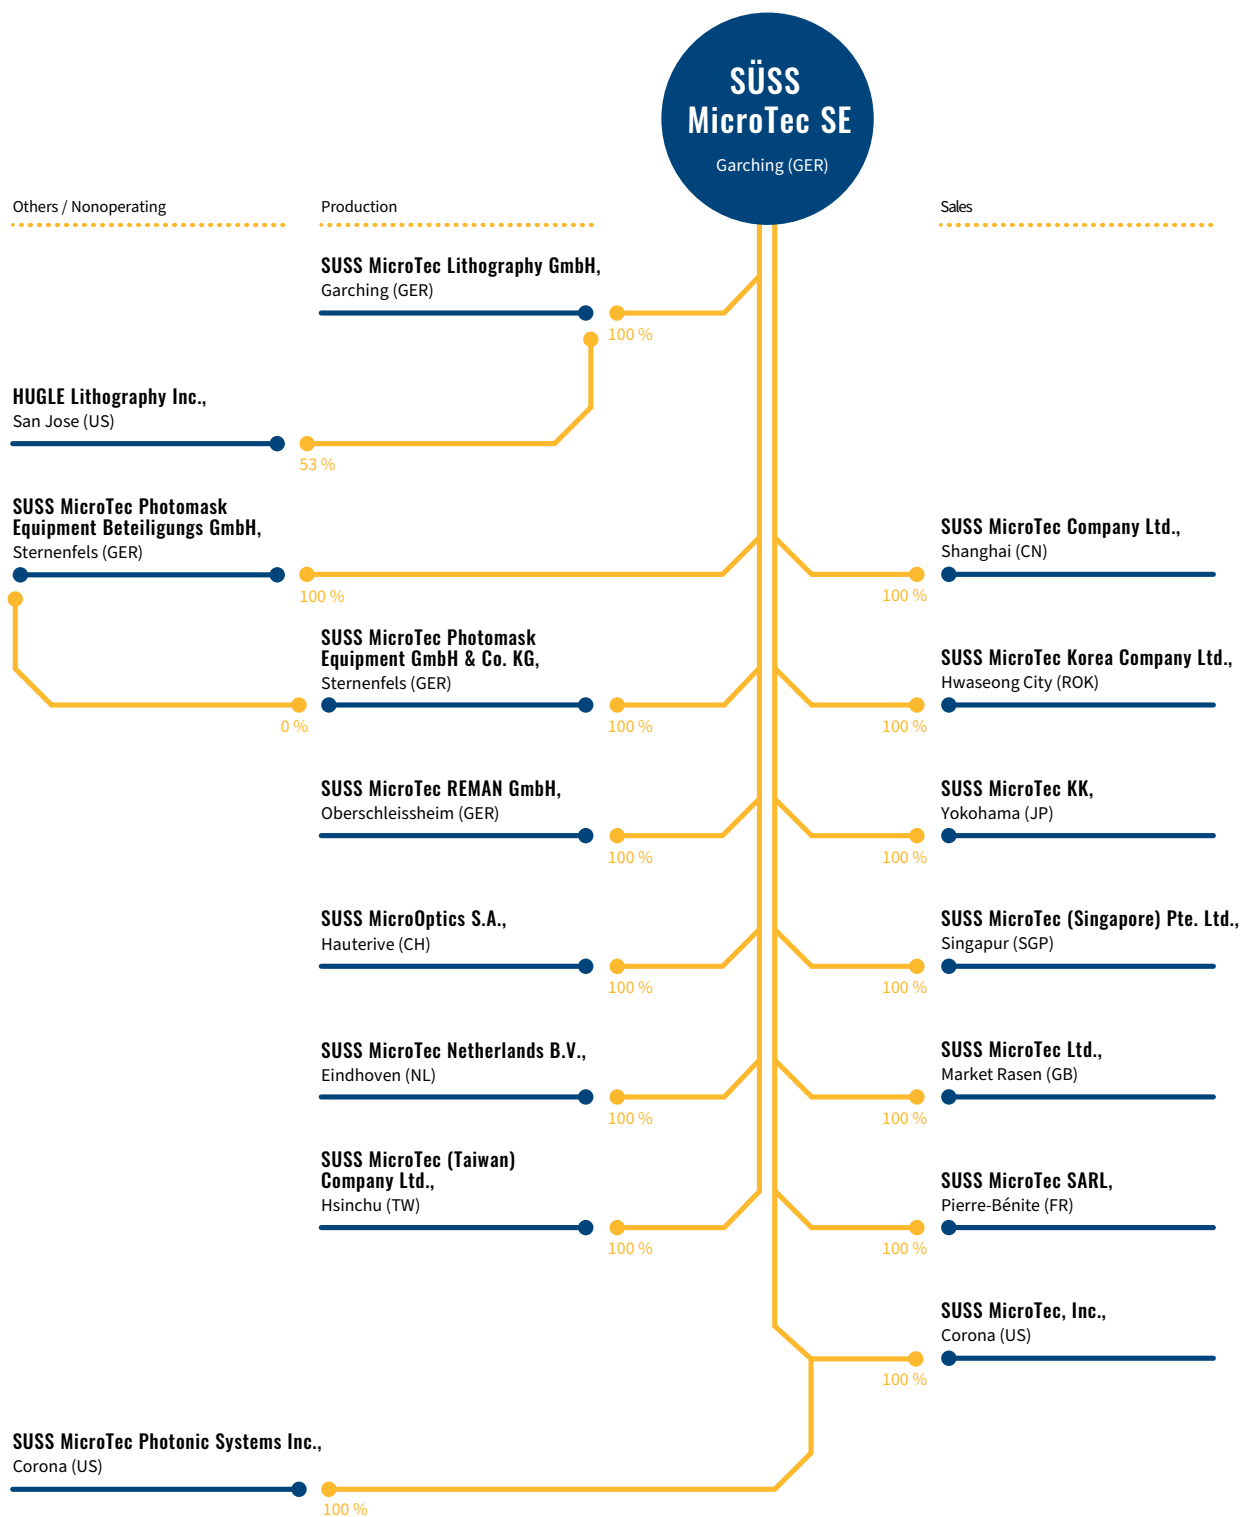 SÜSS
MicroTec SE
Garching (GER)
Others / Nonoperating
Production
Sales
SUSS MicroTec Lithography GmbH,
Garching (GER)
100 %
HUGLE Lithography Inc.,
San Jose (US)
53 %
SUSS MicroTec Photomask
Equipment Beteiligungs GmbH,
Sternenfels (GER)
100 %
SUSS MicroTec Company Ltd.,
Shanghai (CN)
100 %
SUSS MicroTec Photomask
Equipment GmbH & Co. KG,
Sternenfels (GER)
0 %
100 %
SUSS MicroTec Korea Company Ltd.,
Hwaseong City (ROK)
100 %
SUSS MicroTec REMAN GmbH,
Oberschleissheim (GER)
100 %
SUSS MicroTec KK,
Yokohama (JP)
100 %
SUSS MicroOptics S.A.,
Hauterive (CH)
100 %
SUSS MicroTec (Singapore) Pte. Ltd.,
Singapur (SGP)
100 %
SUSS MicroTec Netherlands B.V.,
Eindhoven (NL)
100 %
SUSS MicroTec Ltd.,
Market Rasen (GB)
100 %
SUSS MicroTec (Taiwan)
Company Ltd.,
Hsinchu (TW)
100 %
SUSS MicroTec SARL,
Pierre-Bénite (FR)
100 %
SUSS MicroTec, Inc.,
Corona (US)
100 %
SUSS MicroTec Photonic Systems Inc.,
Corona (US)
100 %